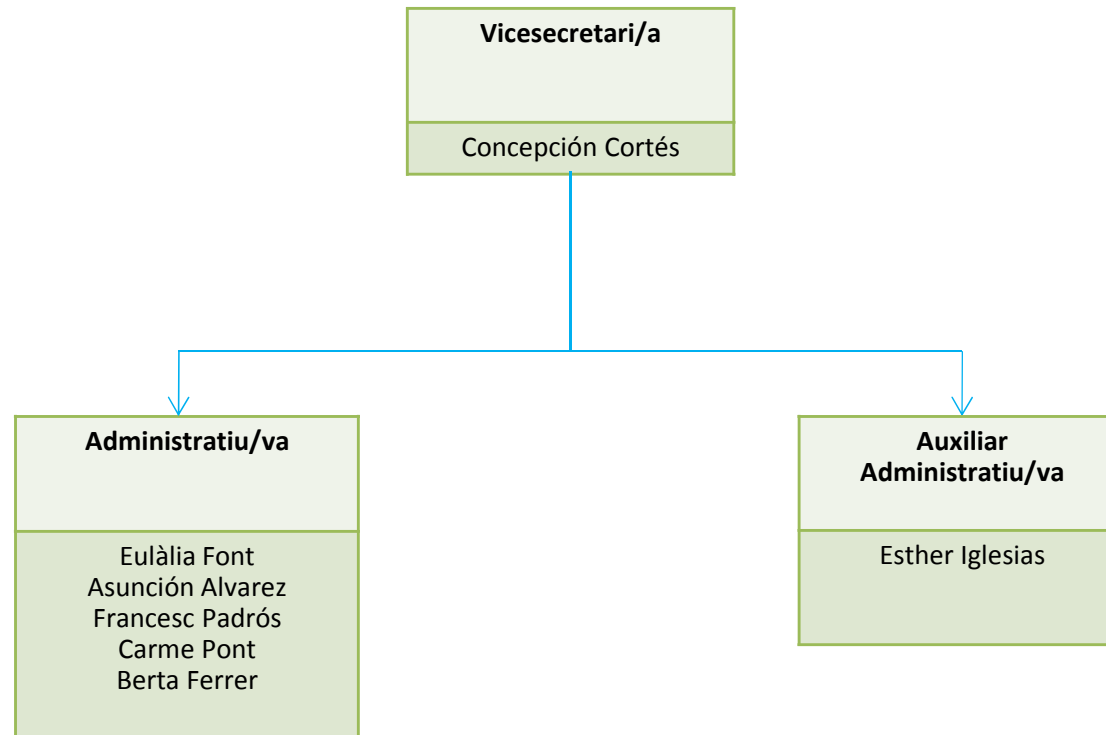 Vicesecretari/a
Concepción Cortés
Administratiu/va
Eulàlia Font
Asunción Alvarez
Francesc Padrós
Carme Pont
Berta Ferrer
Auxiliar
Administratiu/va
Esther Iglesias